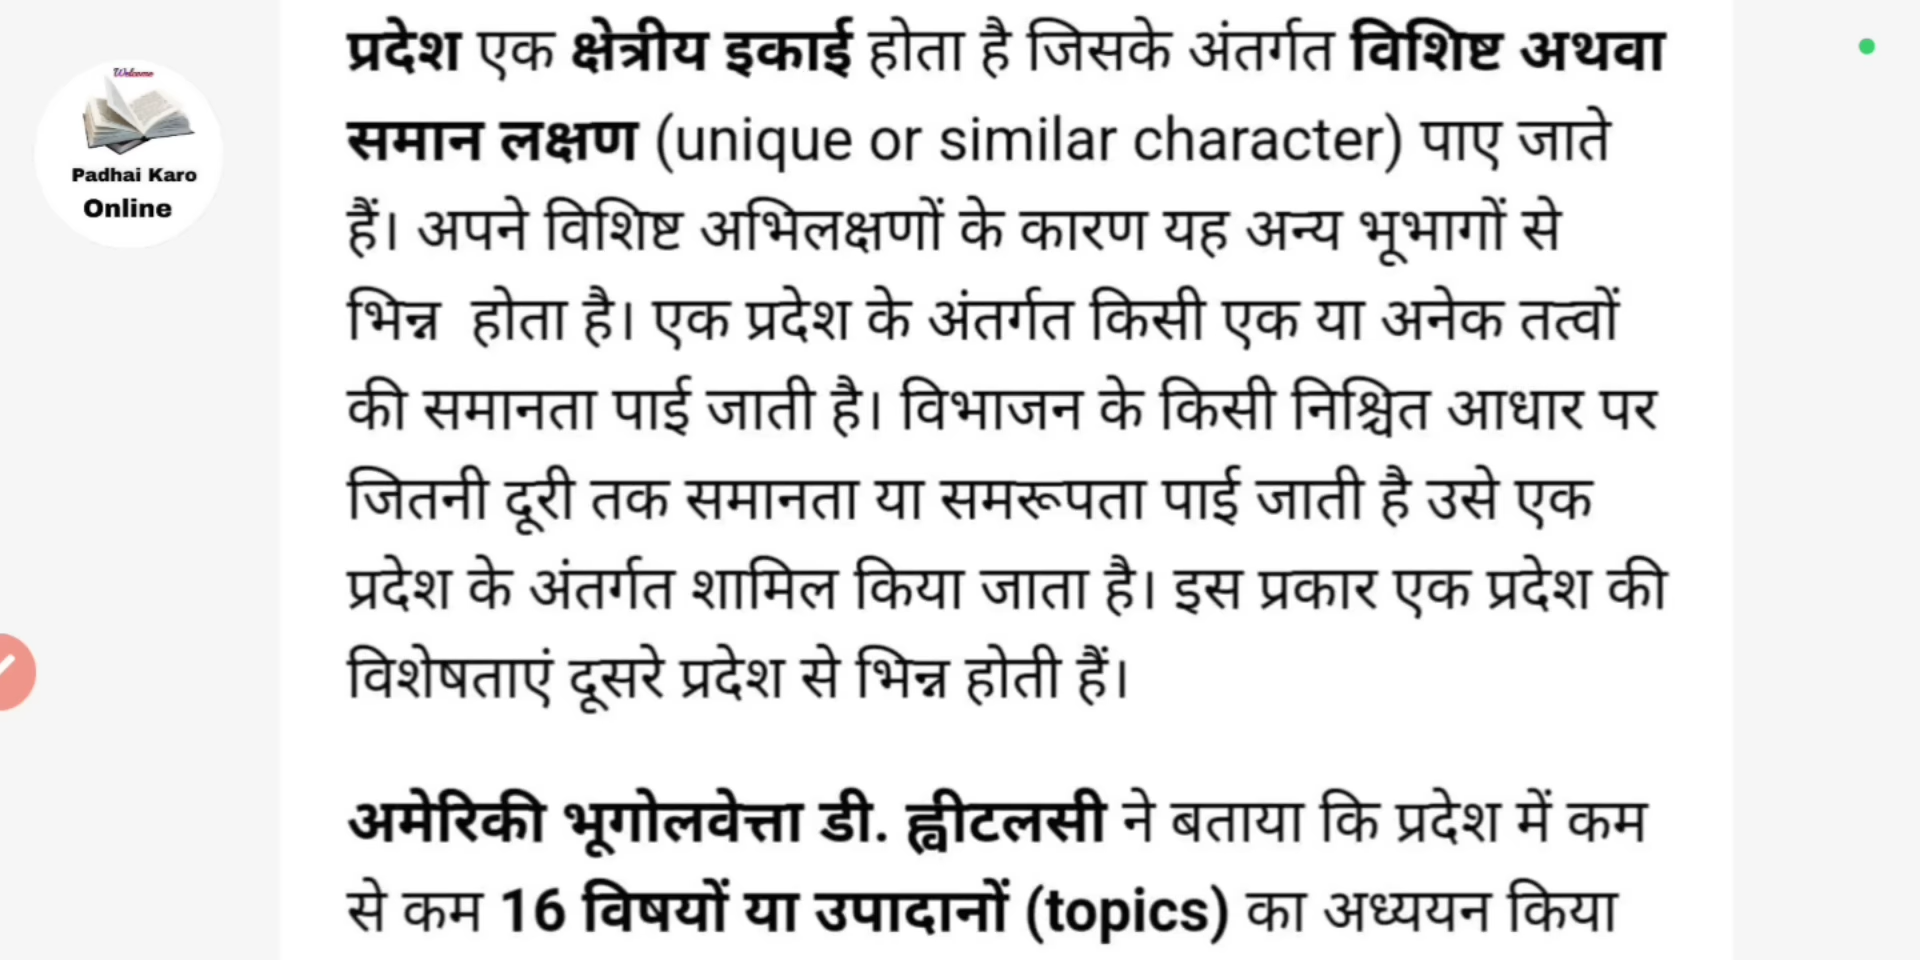 Welcome
Padhai Karo
Online
प्रदेश एक क्षेत्रीय इकाई होता है जिसके अंतर्गत विशिष्ट अथवा
समान लक्षण (unique or similar character) पाए जाते
हैं। अपने विशिष्ट अभिलक्षणों के कारण यह अन्य भूभागों से
भिन्न होता है। एक प्रदेश के अंतर्गत किसी एक या अनेक तत्वों
की समानता पाई जाती है। विभाजन के किसी निश्चित आधार पर
जितनी दूरी तक समानता या समरूपता पाई जाती है उसे एक
प्रदेश के अंतर्गत शामिल किया जाता है। इस प्रकार एक प्रदेश की
विशेषताएं दूसरे प्रदेश से भिन्न होती हैं।
अमेरिकी भूगोलवेत्ता डी. ह्वीटलसी ने बताया कि प्रदेश में कम
से कम 16 विषयों या उपादानों (topics) का अध्ययन किया